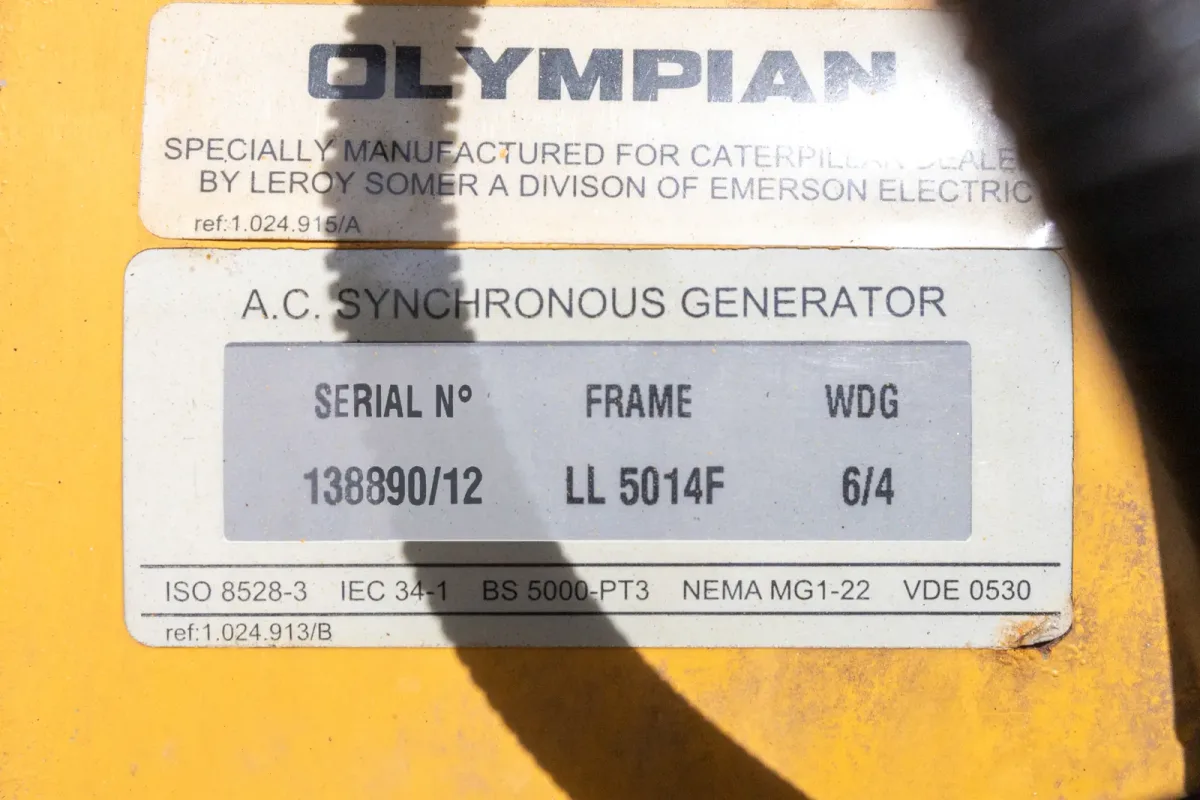 OLYMPIAN
SPECIALLY MANUFACTURED FOR CATERPILLAR
BY LEROY SOMER A DIVISON OF EMERSON ELECTRIC
ref:1.024.915/A
A.C. SYNCHRONOUS GENERATOR
SERIAL Nº FRAME WDG
138890/12 LL 5014F 6/4
ISO 8528-3 IEC 34-1 BS 5000-PT3 NEMA MG1-22 VDE 0530
ref:1.024.913/B